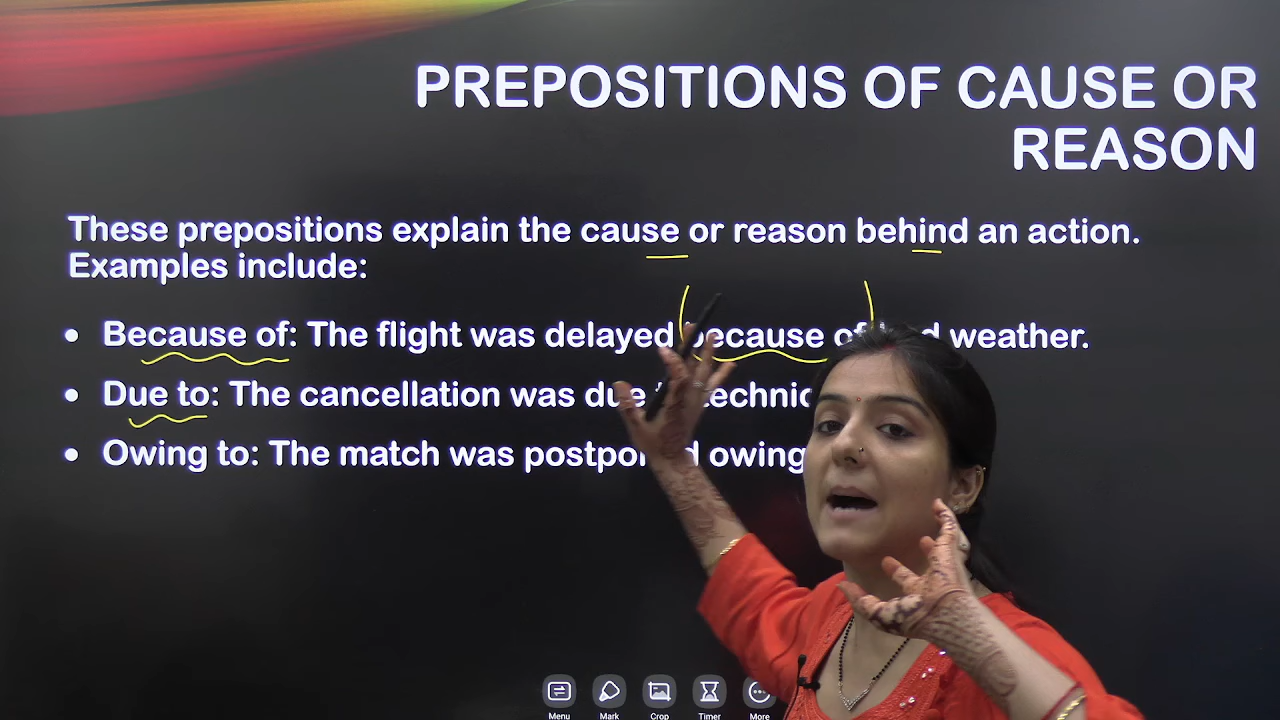 PREPOSITIONS OF CAUSE OR
REASON
These prepositions explain the cause or reason behind an action.
Examples include:
• Because of: The flight was delayed because of weather.
• Due to: The cancellation was due
• Owing to: The match was postponed owing
Menu Mark Crop Timer More